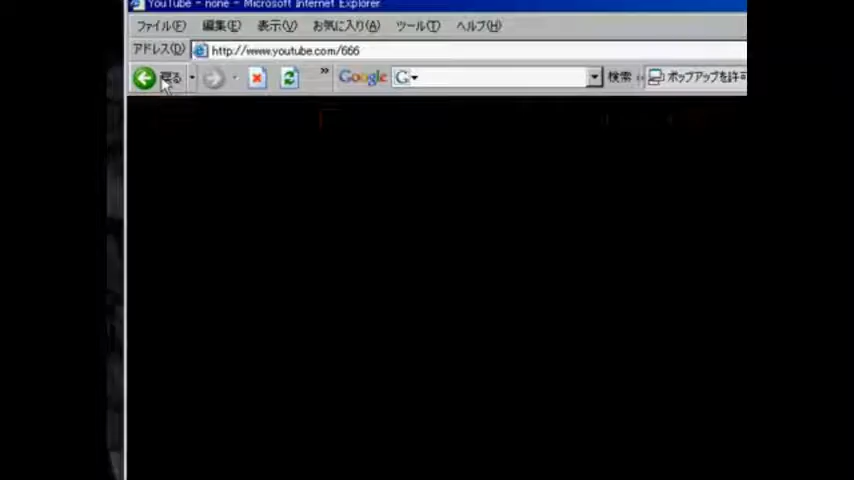 YouTube - none - Microsoft Internet Explorer
ファイル(F) 編集(E) 表示(V) お気に入り(A) ツール(T) ヘルプ(H)
アドレス(D) http://www.youtube.com/666
戻る » Google G 検索 ポップアップを許可